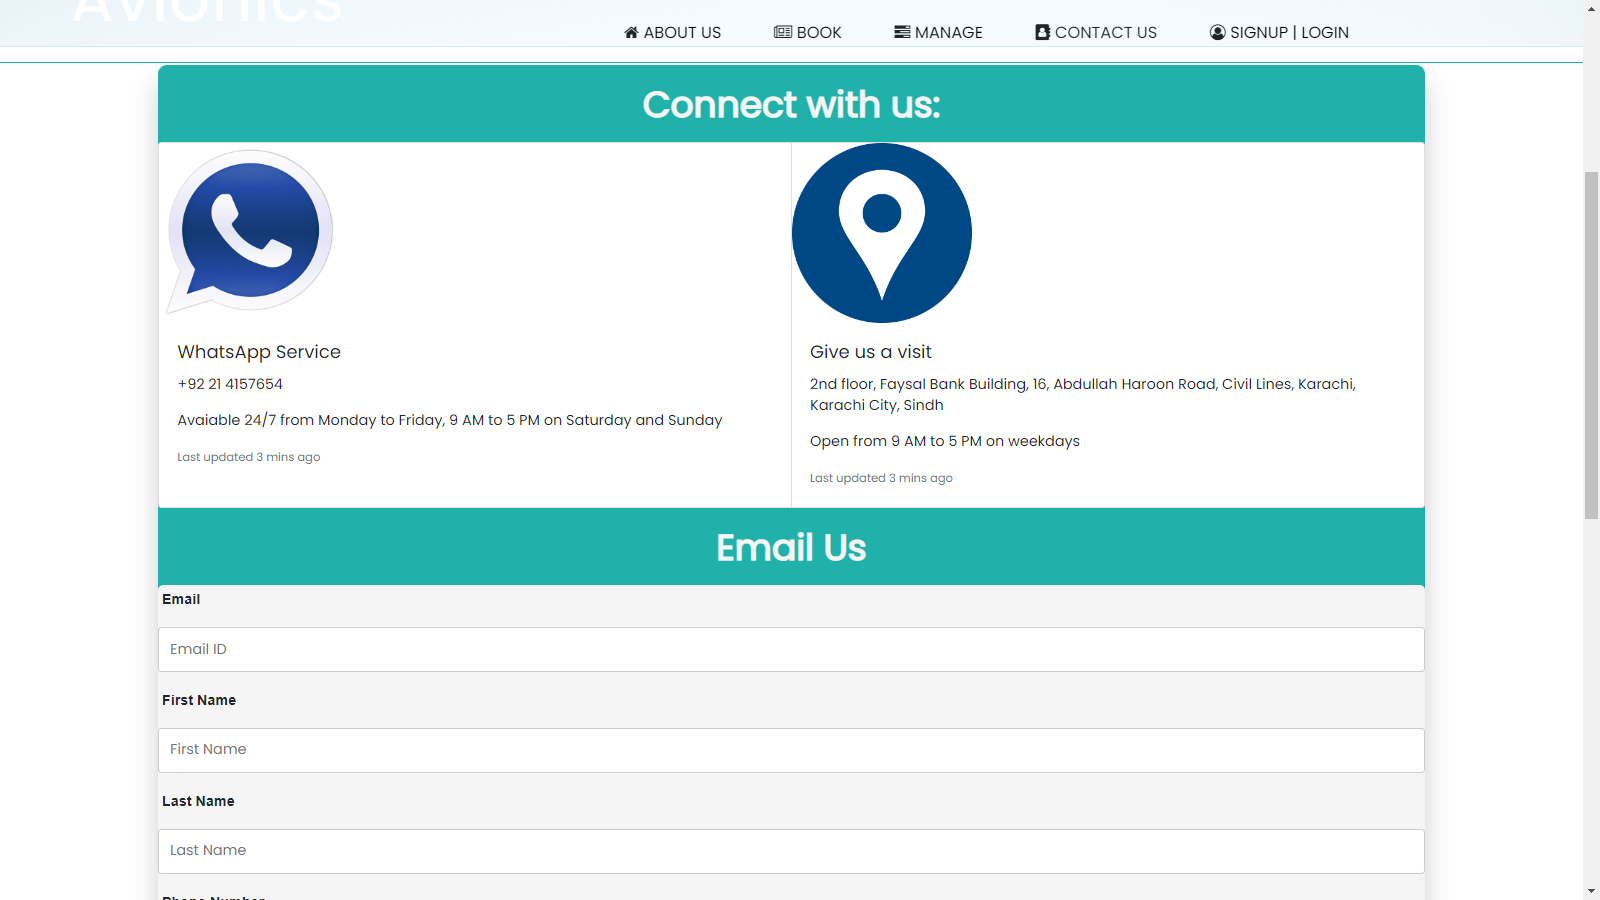 Avionics
ABOUT US
BOOK
MANAGE
CONTACT US
SIGNUP | LOGIN
Connect with us:
WhatsApp Service
+92 21 4157654
Avaiable 24/7 from Monday to Friday, 9 AM to 5 PM on Saturday and Sunday
Last updated 3 mins ago
Give us a visit
2nd floor, Faysal Bank Building, 16, Abdullah Haroon Road, Civil Lines, Karachi,
Karachi City, Sindh
Open from 9 AM to 5 PM on weekdays
Last updated 3 mins ago
Email Us
Email
Email ID
First Name
First Name
Last Name
Last Name
Phone Number